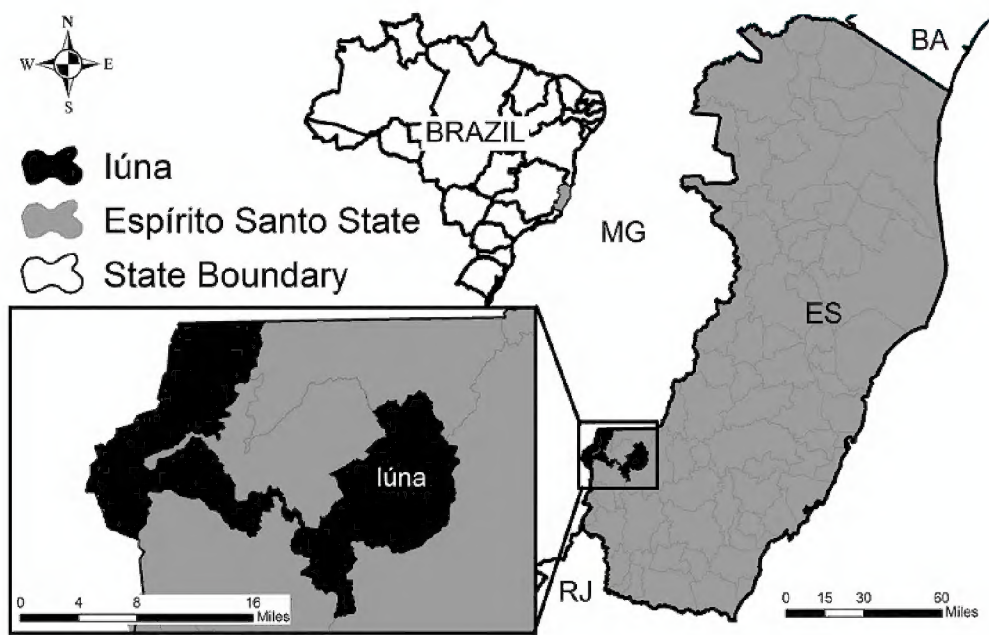 N
W E
S
BRAZIL
BA
Iúna
Espírito Santo State
State Boundary
MG
ES
Iúna
RJ
0 4 8 16
Miles
0 15 30 60
Miles